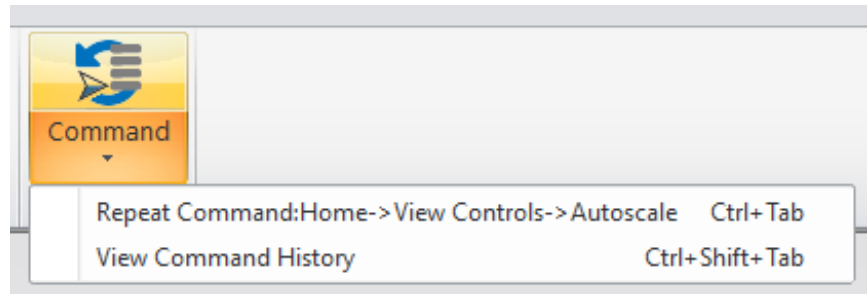 Command
Repeat Command:Home->View Controls->Autoscale Ctrl+Tab
View Command History Ctrl+Shift+Tab